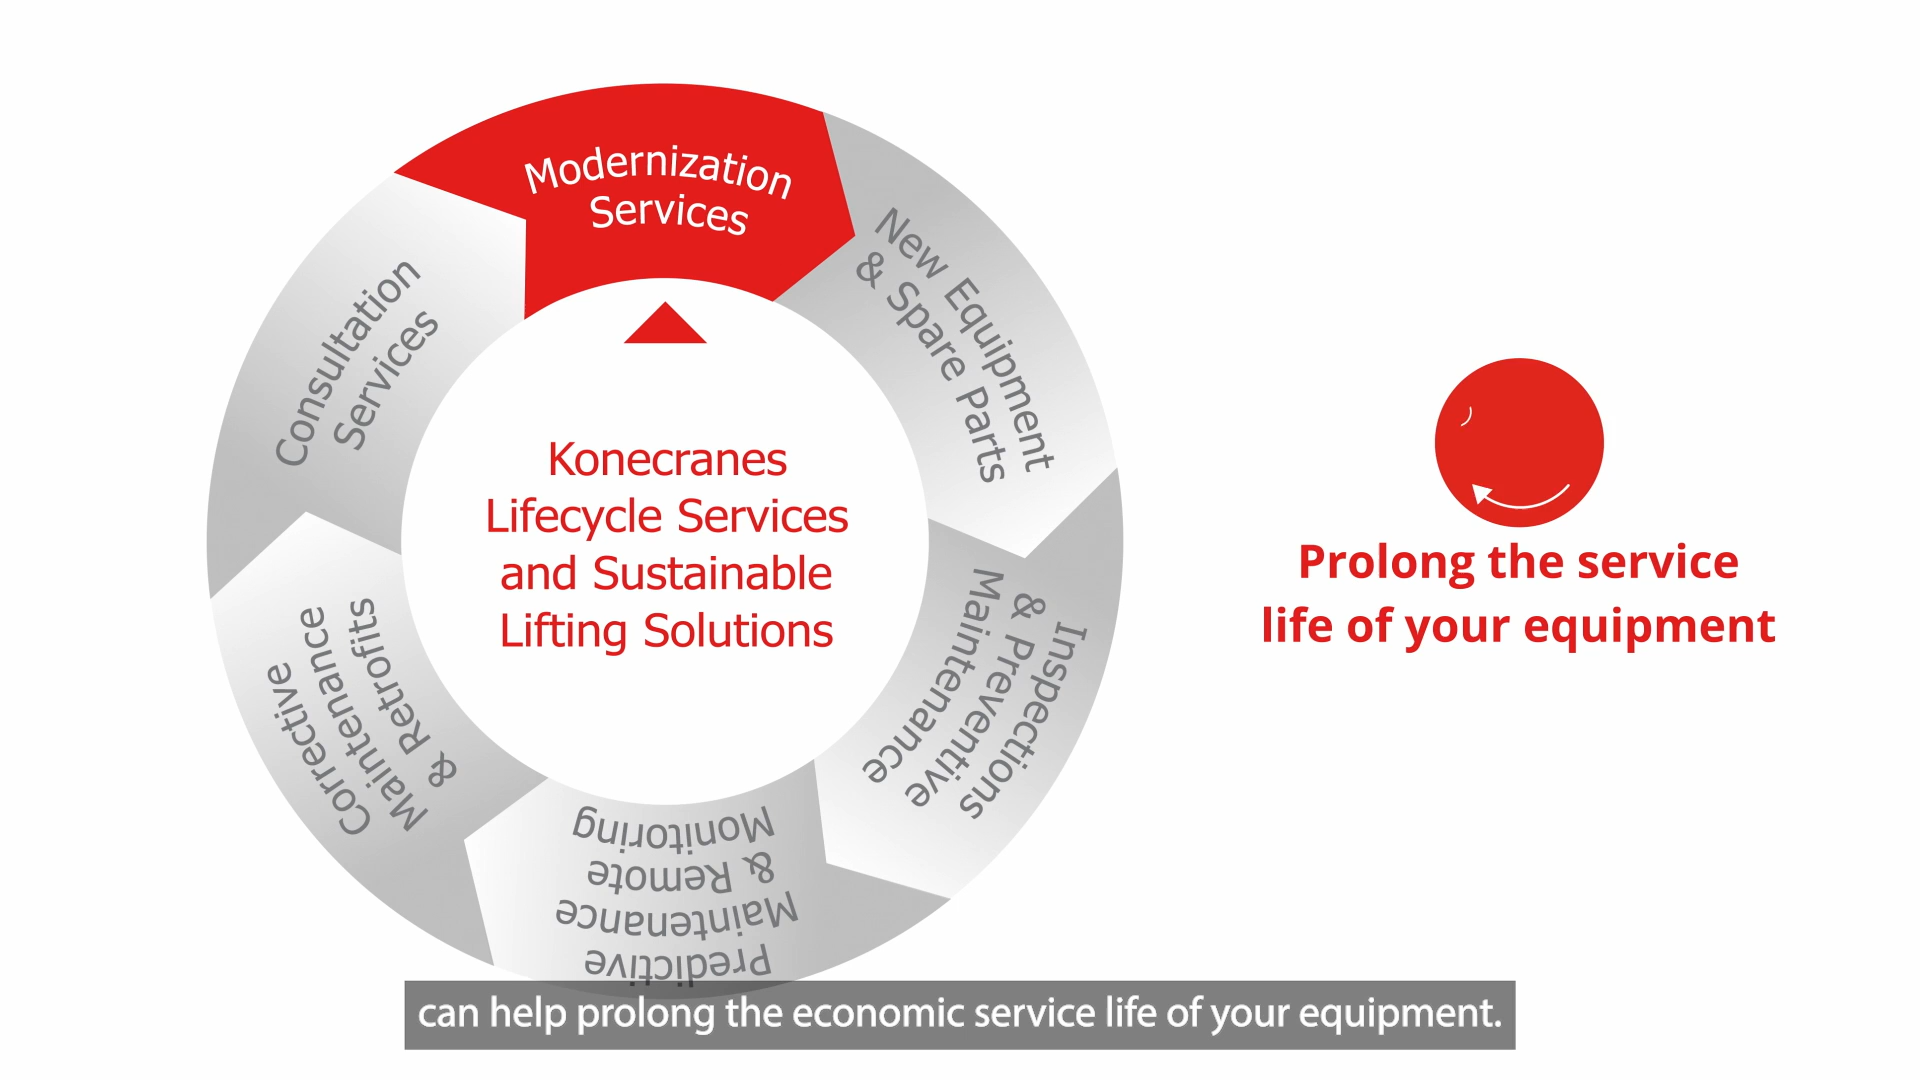 Modernization
Services
New Equipment
& Spare Parts
Inspections
& Preventive
Maintenance
Predictive
Maintenance
& Remote
Monitoring
Corrective
Maintenance
& Retrofits
Consultation
Services
Konecranes
Lifecycle Services
and Sustainable
Lifting Solutions
Prolong the service
life of your equipment
can help prolong the economic service life of your equipment.